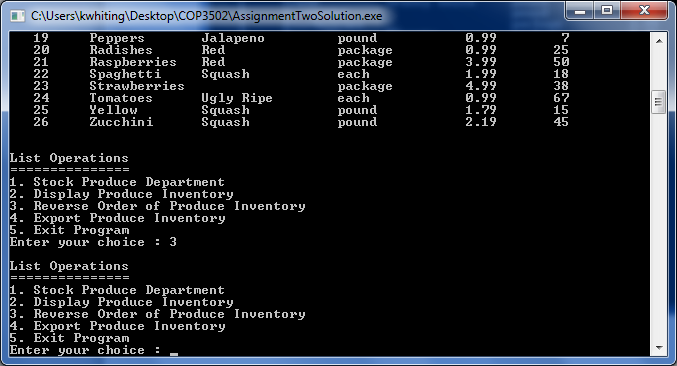 C:\Users\kwhiting\Desktop\COP3502\AssignmentTwoSolution.exe
19 Peppers Jalapeno pound 0.99 7
20 Radishes Red package 0.99 25
21 Raspberries Red package 3.99 50
22 Spaghetti Squash each 1.99 18
23 Strawberries package 4.99 38
24 Tomatoes Ugly Ripe each 0.99 67
25 Yellow Squash pound 1.79 15
26 Zucchini Squash pound 2.19 45
List Operations
===============
1. Stock Produce Department
2. Display Produce Inventory
3. Reverse Order of Produce Inventory
4. Export Produce Inventory
5. Exit Program
Enter your choice : 3
List Operations
===============
1. Stock Produce Department
2. Display Produce Inventory
3. Reverse Order of Produce Inventory
4. Export Produce Inventory
5. Exit Program
Enter your choice : _